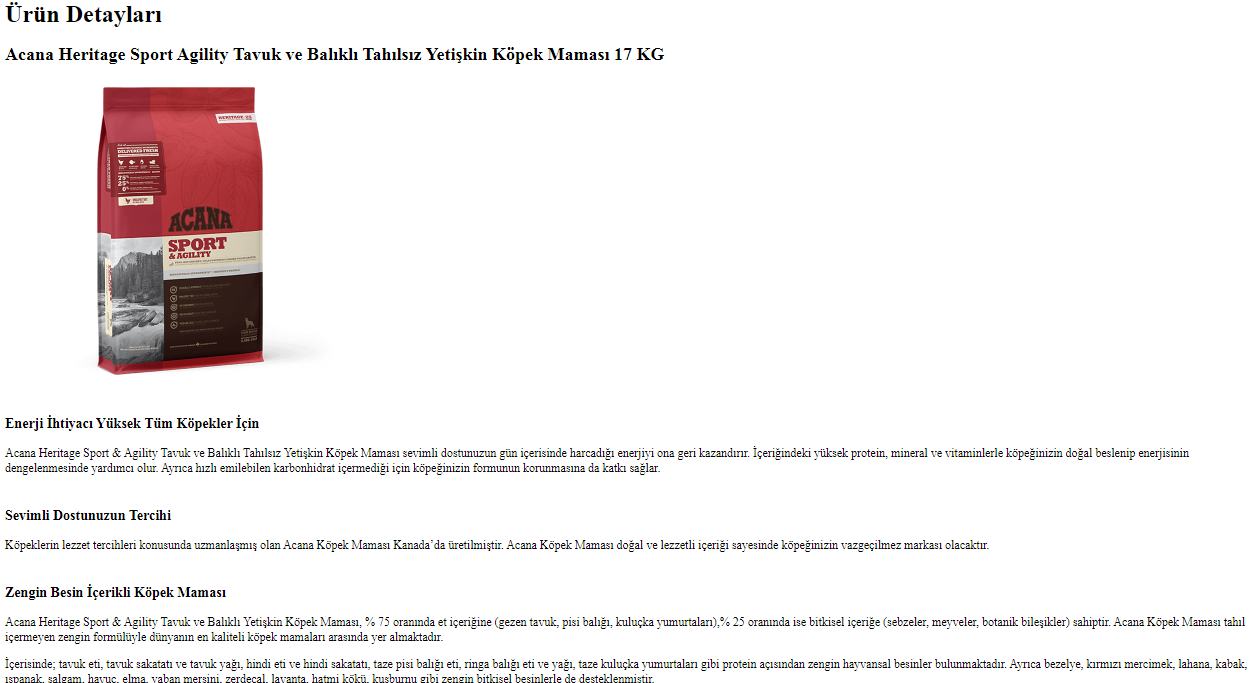 Ürün Detayları
Acana Heritage Sport Agility Tavuk ve Balıklı Tahılsız Yetişkin Köpek Maması 17 KG
HERITAGE
DELIVERED FRESH
75%
25%
0%
ACANA
SPORT
& AGILITY
Enerji İhtiyacı Yüksek Tüm Köpekler İçin
Acana Heritage Sport & Agility Tavuk ve Balıklı Tahılsız Yetişkin Köpek Maması sevimli dostunuzun gün içerisinde harcadığı enerjiyi ona geri kazandırır. İçeriğindeki yüksek protein, mineral ve vitaminlerle köpeğinizin doğal beslenip enerjisinin
dengelenmesinde yardımcı olur. Ayrıca hızlı emilebilen karbonhidrat içermediği için köpeğinizin formunun korunmasına da katkı sağlar.
Sevimli Dostunuzun Tercihi
Köpeklerin lezzet tercihleri konusunda uzmanlaşmış olan Acana Köpek Maması Kanada’da üretilmiştir. Acana Köpek Maması doğal ve lezzetli içeriği sayesinde köpeğinizin vazgeçilmez markası olacaktır.
Zengin Besin İçerikli Köpek Maması
Acana Heritage Sport & Agility Tavuk ve Balıklı Yetişkin Köpek Maması, % 75 oranında et içeriğine (gezen tavuk, pisi balığı, kuluçka yumurtaları),% 25 oranında ise bitkisel içeriğe (sebzeler, meyveler, botanik bileşikler) sahiptir. Acana Köpek Maması tahıl
içermeyen zengin formülüyle dünyanın en kaliteli köpek mamaları arasında yer almaktadır.
İçerisinde; tavuk eti, tavuk sakatatı ve tavuk yağı, hindi eti ve hindi sakatatı, taze pisi balığı eti, ringa balığı eti ve yağı, taze kuluçka yumurtaları gibi protein açısından zengin hayvansal besinler bulunmaktadır. Ayrıca bezelye, kırmızı mercimek, lahana, kabak,
ıspanak, şalgam, havuç, elma, yaban mersini, zerdeçal, lavanta, hatmi kökü, kuşburnu gibi zengin bitkisel besinlerle de desteklenmiştir.